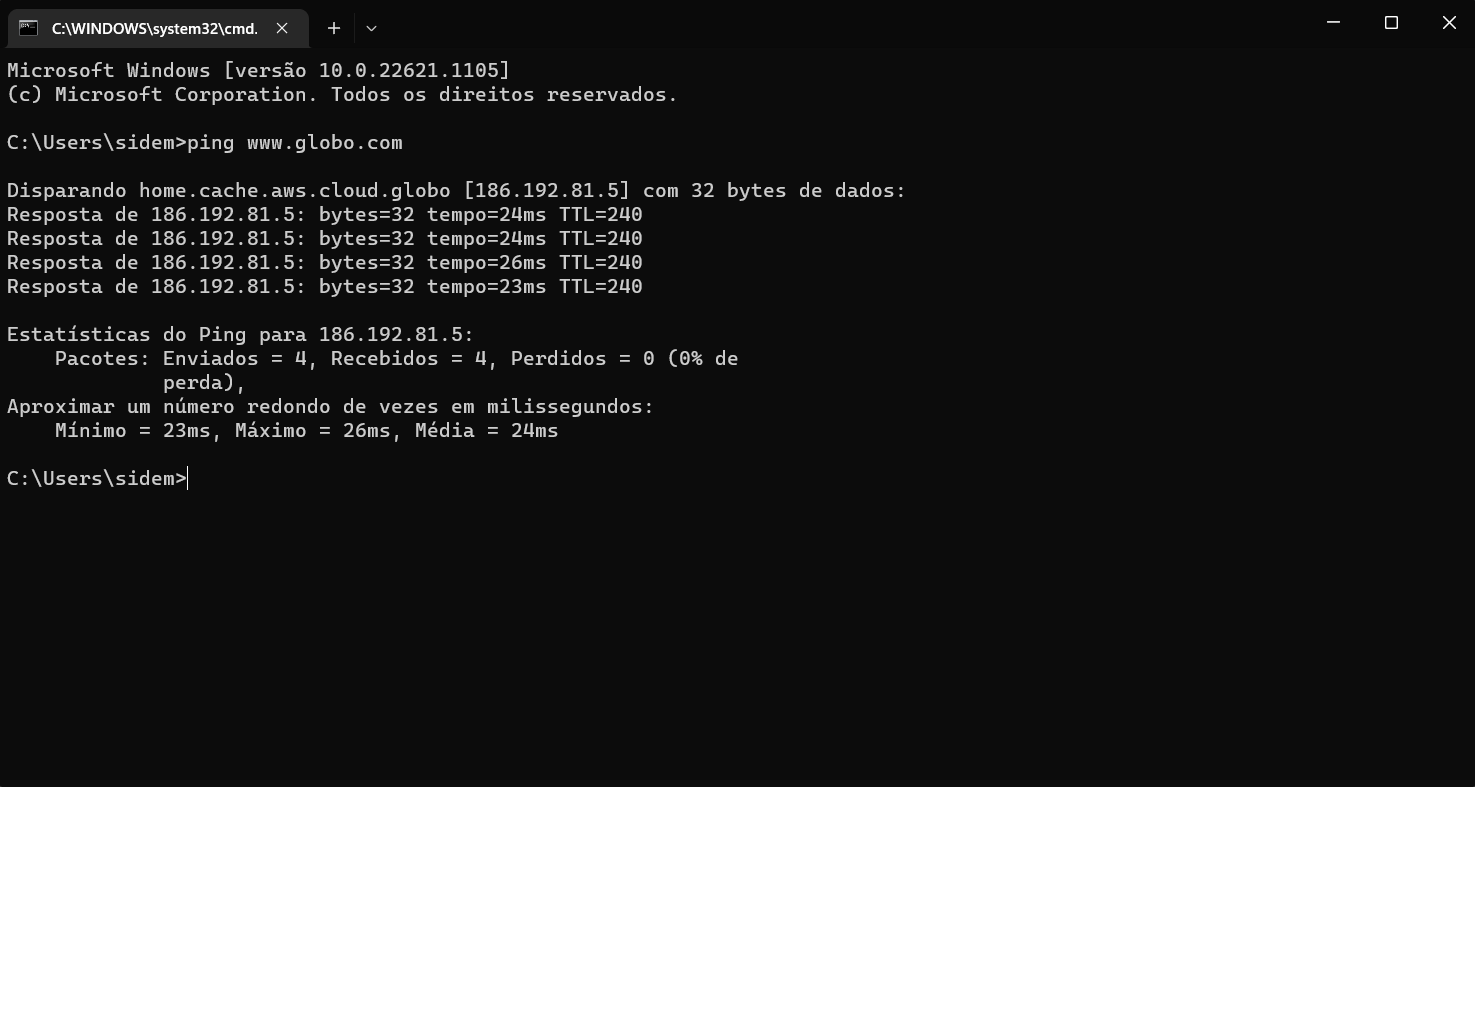 C:\WINDOWS\system32\cmd.
Microsoft Windows [versão 10.0.22621.1105]
(c) Microsoft Corporation. Todos os direitos reservados.
C:\Users\sidem>ping www.globo.com
Disparando home.cache.aws.cloud.globo [186.192.81.5] com 32 bytes de dados:
Resposta de 186.192.81.5: bytes=32 tempo=24ms TTL=240
Resposta de 186.192.81.5: bytes=32 tempo=24ms TTL=240
Resposta de 186.192.81.5: bytes=32 tempo=26ms TTL=240
Resposta de 186.192.81.5: bytes=32 tempo=23ms TTL=240
Estatísticas do Ping para 186.192.81.5:
    Pacotes: Enviados = 4, Recebidos = 4, Perdidos = 0 (0% de
             perda),
Aproximar um número redondo de vezes em milissegundos:
    Mínimo = 23ms, Máximo = 26ms, Média = 24ms
C:\Users\sidem>